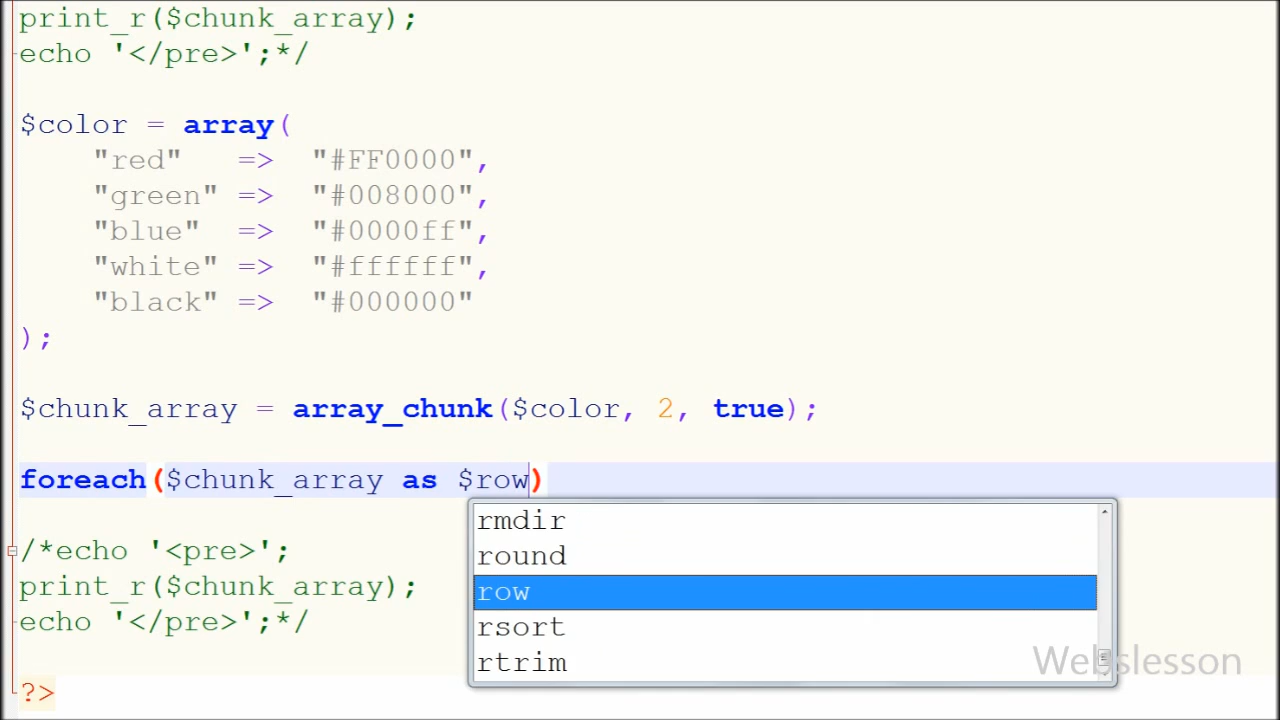 print_r($chunk_array);
echo '</pre>';*/
$color = array(
"red" => "#FF0000",
"green" => "#008000",
"blue" => "#0000ff",
"white" => "#ffffff",
"black" => "#000000"
);
$chunk_array = array_chunk($color, 2, true);
foreach($chunk_array as $row)
rmdir
round
row
rsort
rtrim
/*echo '<pre>';
print_r($chunk_array);
echo '</pre>';*/
Webslesson
?>